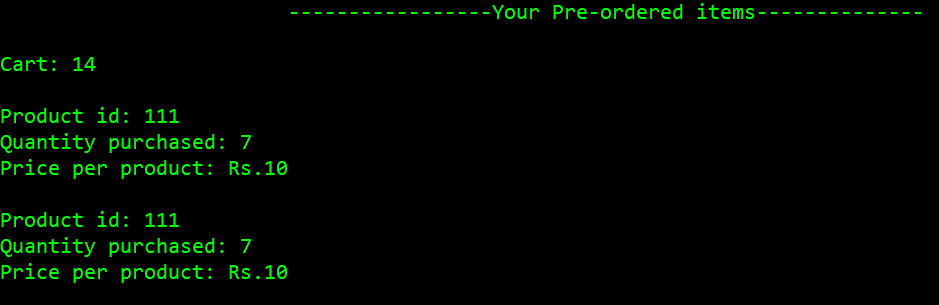 -----------------Your Pre-ordered items--------------
Cart: 14
Product id: 111
Quantity purchased: 7
Price per product: Rs.10
Product id: 111
Quantity purchased: 7
Price per product: Rs.10